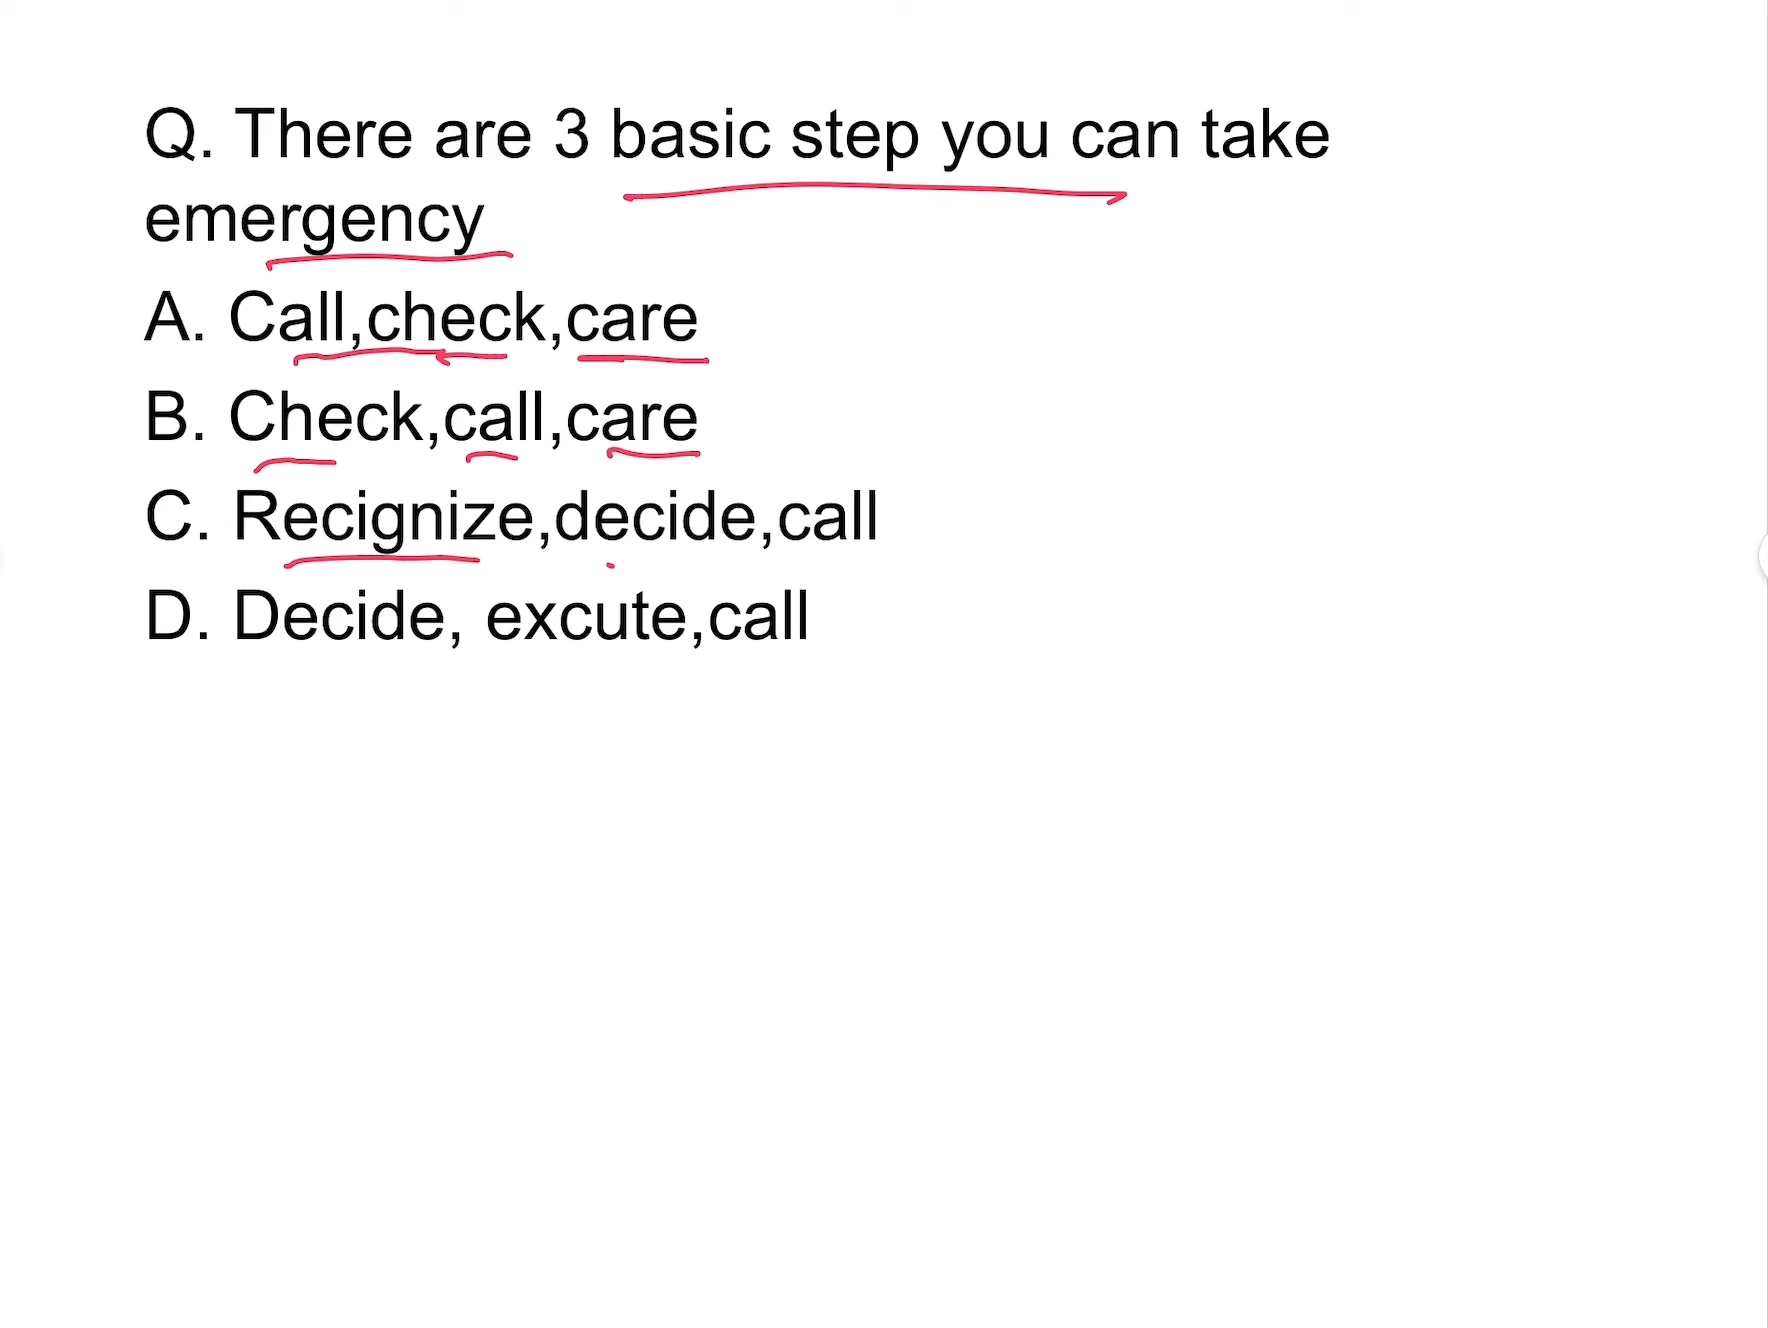 Q. There are 3 basic step you can take
emergency
A. Call,check,care
B. Check,call,care
C. Recignize,decide,call
D. Decide, excute,call